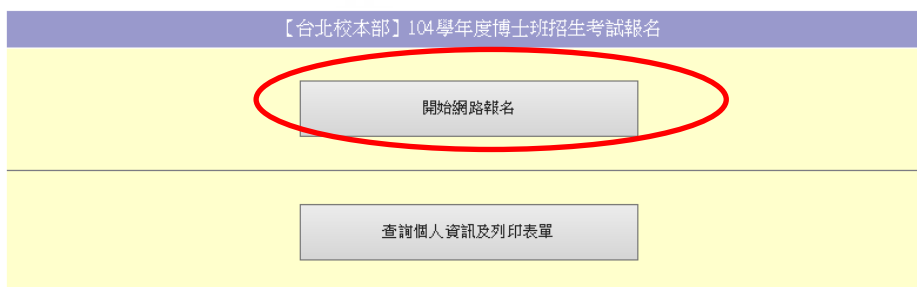 【台北校本部】104學年度博士班招生考試報名
開始網路報名
查詢個人資訊及列印表單